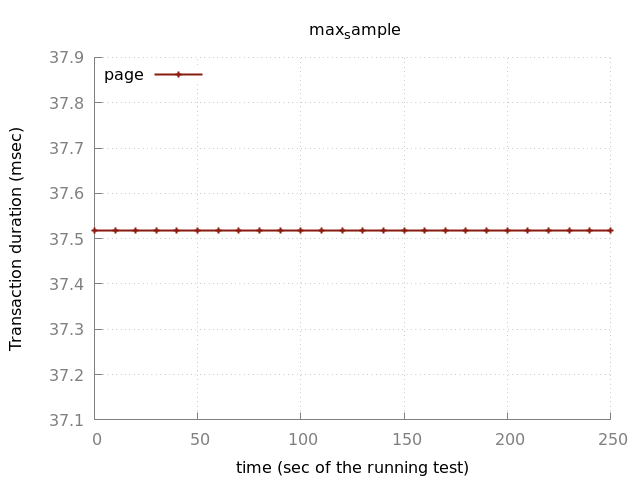 max_sample
37.9
page
37.8
37.7
37.6
37.5
37.4
37.3
37.2
37.1
Transaction duration (msec)
0 50 100 150 200 250
time (sec of the running test)